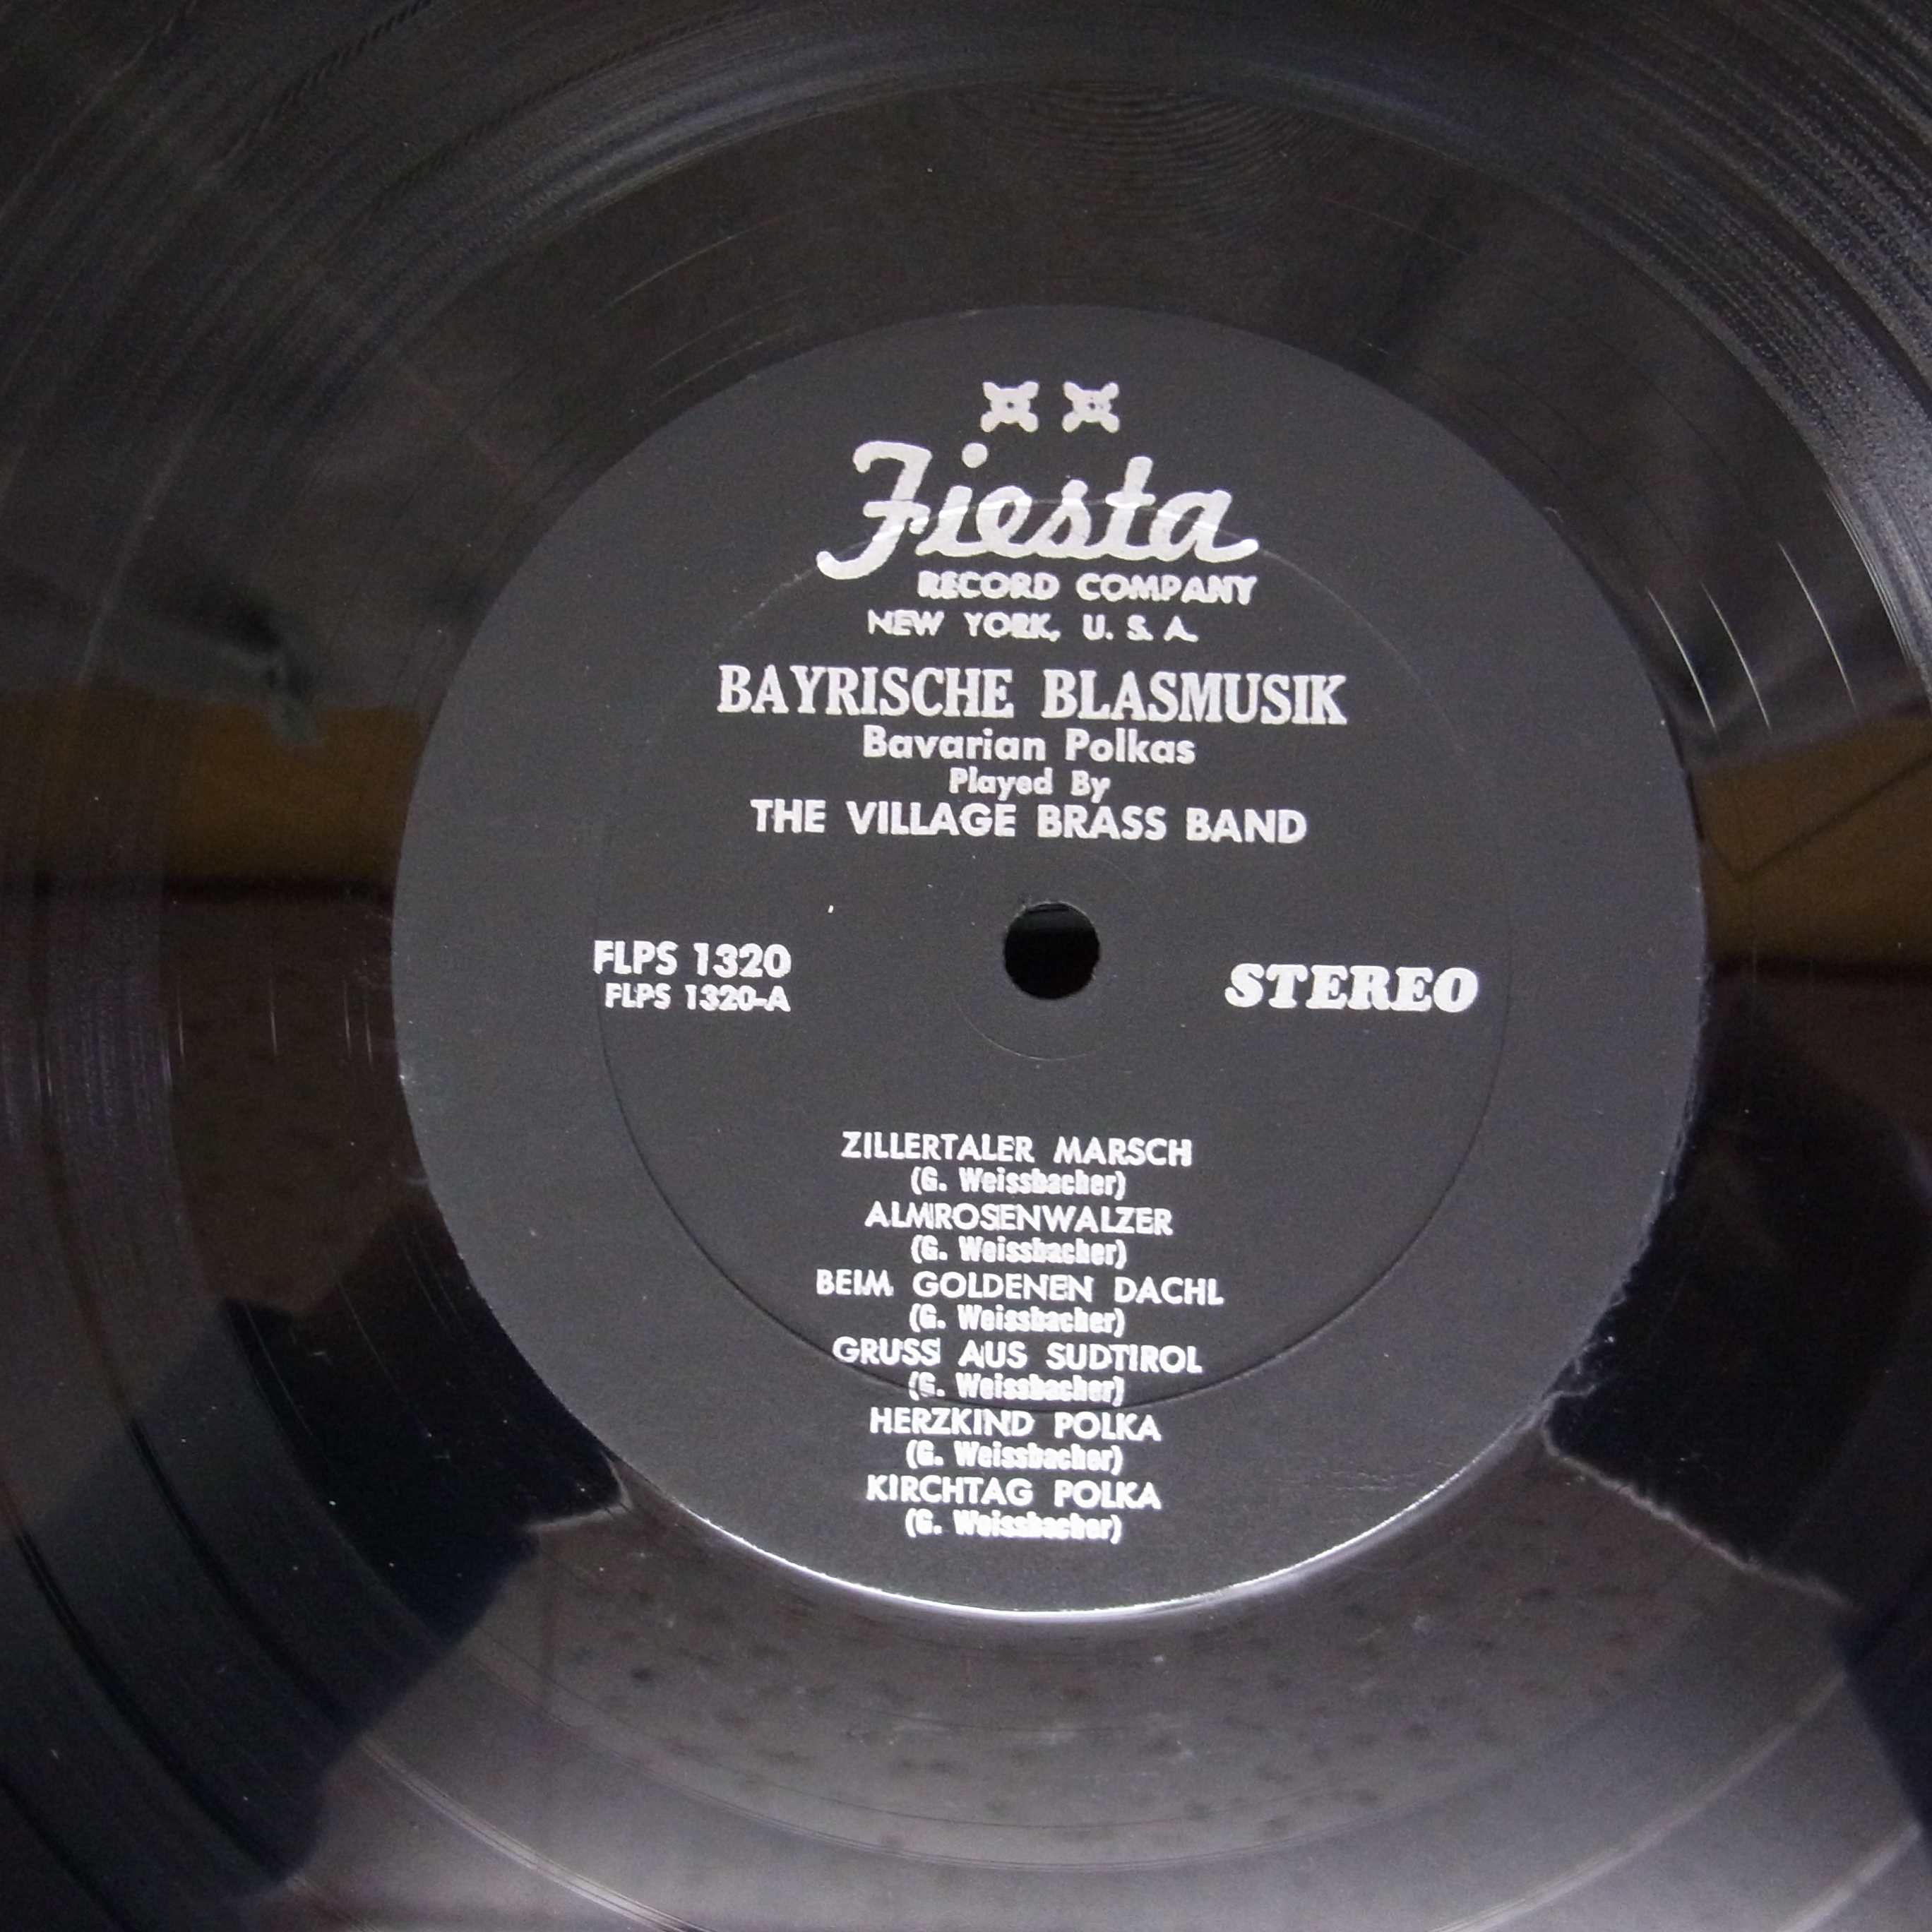 Fiesta
RECORD COMPANY
NEW YORK, U. S. A.
BAYRISCHE BLASMUSIK
Bavarian Polkas
Played By
THE VILLAGE BRASS BAND
FLPS 1320
FLPS 1320-A
STEREO
ZILLERTALER MARSCH
(G. Weissbacher)
ALMROSENWALZER
(G. Weissbacher)
BEIM GOLDENEN DACHL
(G. Weissbacher)
GRUSS AUS SUDTIROL
(G. Weissbacher)
HERZKIND POLKA
(G. Weissbacher)
KIRCHTAG POLKA
(G. Weissbacher)